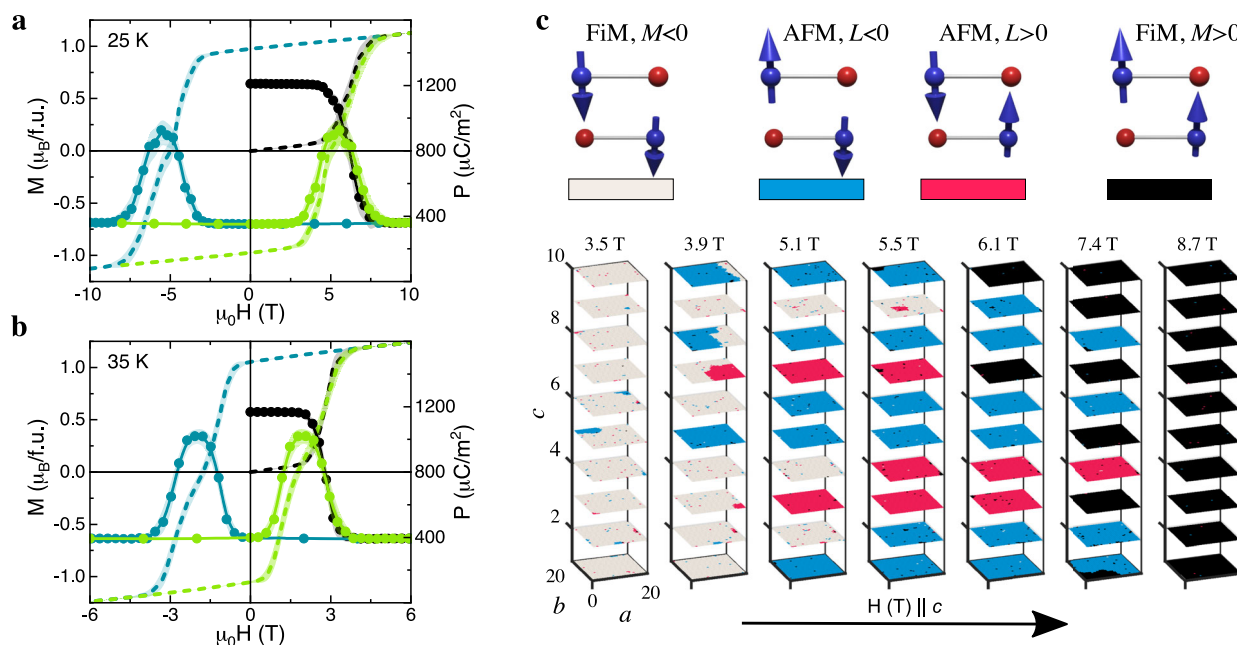 a
25 K
1.0
0.5
0.0
-0.5
-1.0
M (μB/f.u.)
1200
800
400
P (μC/m²)
-10 -5 0 5 10
μ0H (T)
b
35 K
1.0
0.5
0.0
-0.5
-1.0
M (μB/f.u.)
1200
800
400
P (μC/m²)
-6 -3 0 3 6
μ0H (T)
c
FiM, M<0 AFM, L<0 AFM, L>0 FiM, M>0
3.5 T 3.9 T 5.1 T 5.5 T 6.1 T 7.4 T 8.7 T
10
8
6
c
4
2
20
b
0
20
a
H (T) || c